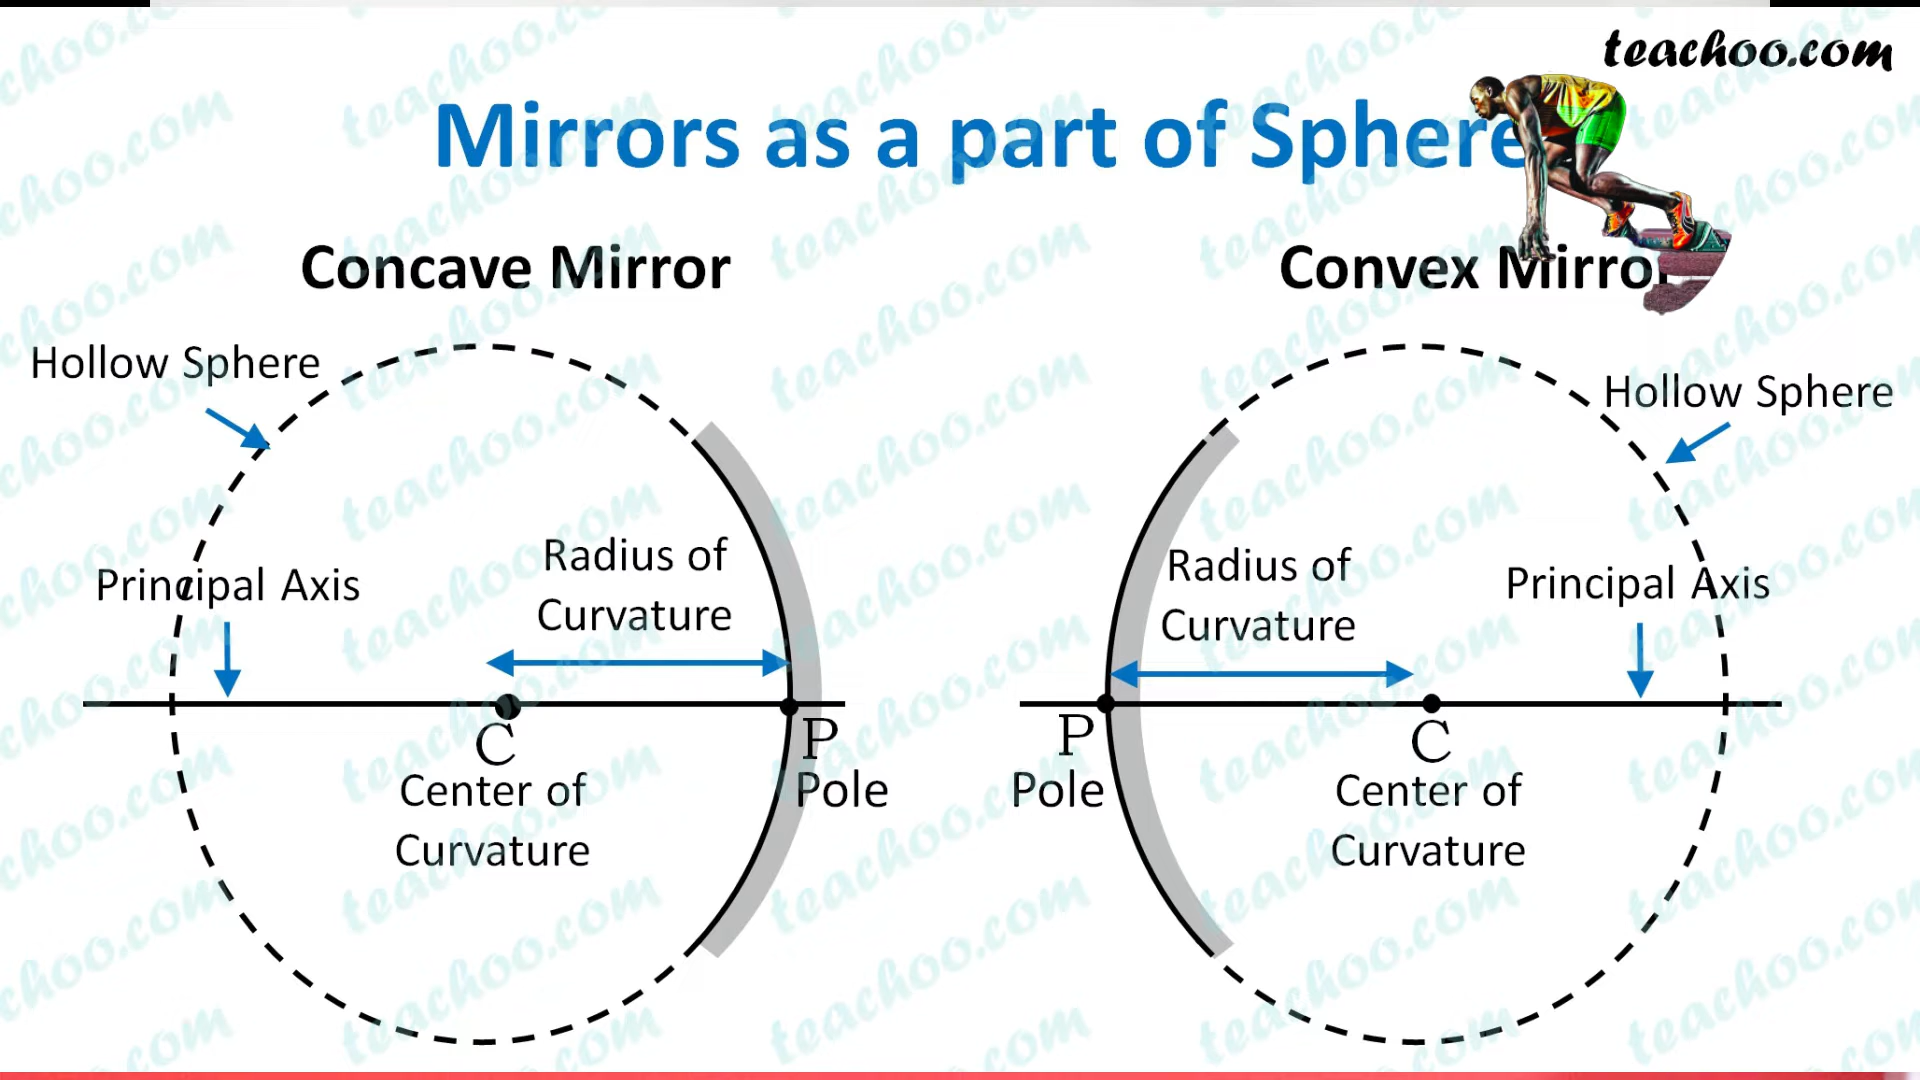 teachoo.com
Mirrors as a part of Sphere
Concave Mirror
Convex Mirror
Hollow Sphere
Hollow Sphere
Principal Axis
Radius of
Curvature
Radius of
Curvature
Principal Axis
C
P
Center of
Curvature
Pole
P
Pole
C
Center of
Curvature